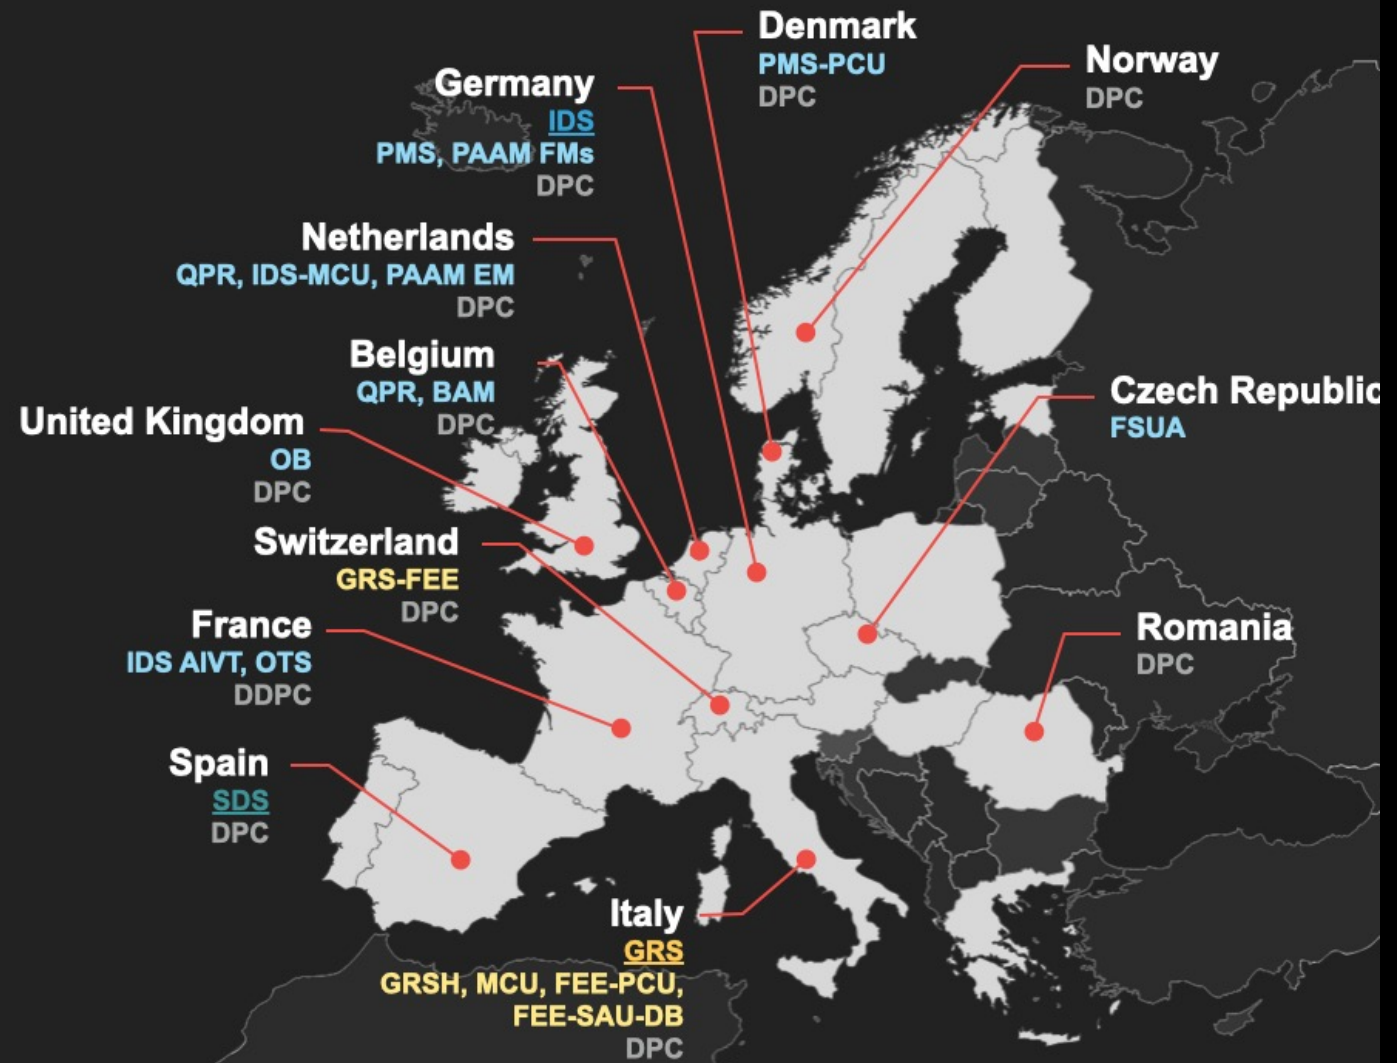 Denmark
PMS-PCU
DPC
Norway
DPC
Germany
IDS
PMS, PAAM FMs
DPC
Netherlands
QPR, IDS-MCU, PAAM EM
DPC
Belgium
QPR, BAM
DPC
Czech Republic
FSUA
United Kingdom
OB
DPC
Switzerland
GRS-FEE
DPC
France
IDS AIVT, OTS
DDPC
Romania
DPC
Spain
SDS
DPC
Italy
GRS
GRSH, MCU, FEE-PCU,
FEE-SAU-DB
DPC